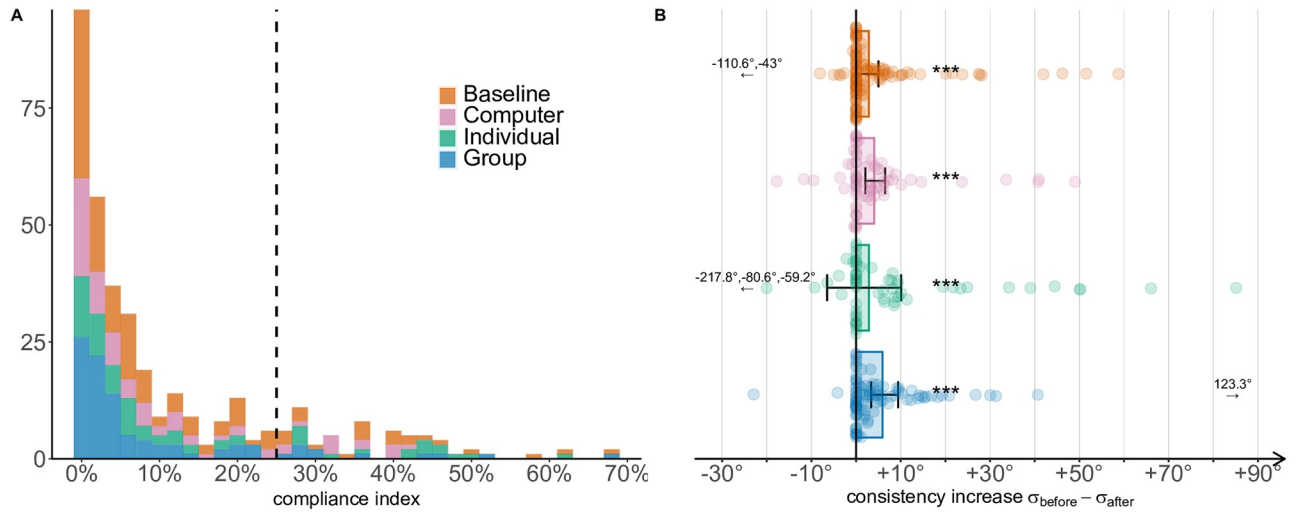 A
75
50
25
0
Baseline
Computer
Individual
Group
0% 10% 20% 30% 40% 50% 60% 70%
compliance index
B
-110.6°,-43°
←
***
***
-217.8°,-80.6°,-59.2°
←
***
***
123.3°
→
-30° -10° +10° +30° +50° +70° +90°
consistency increase σbefore – σafter